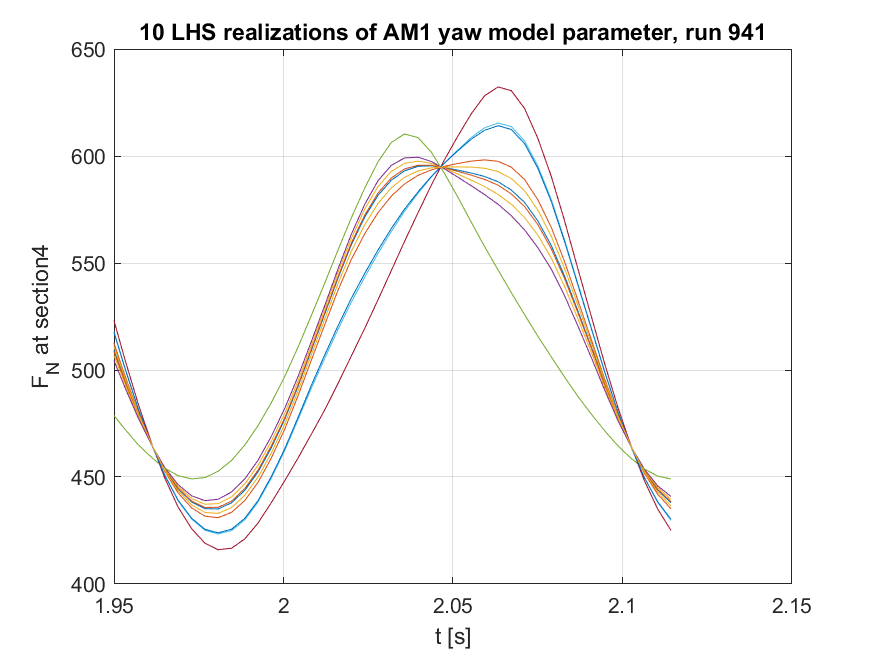 10 LHS realizations of AM1 yaw model parameter, run 941
650
600
550
500
450
400
F_N at section4
1.95 2 2.05 2.1 2.15
t [s]